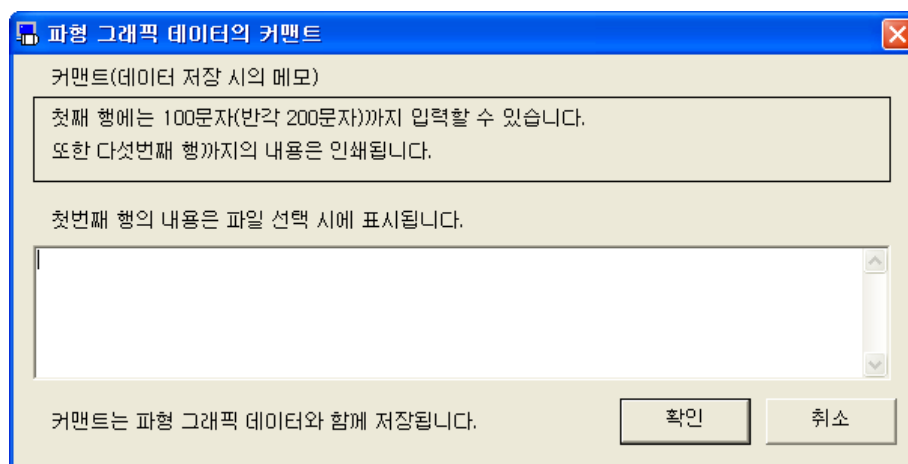 파형 그래픽 데이터의 커맨트
커맨트(데이터 저장 시의 메모)
첫째 행에는 100문자(반각 200문자)까지 입력할 수 있습니다.
또한 다섯번째 행까지의 내용은 인쇄됩니다.
첫번째 행의 내용은 파일 선택 시에 표시됩니다.
커맨트는 파형 그래픽 데이터와 함께 저장됩니다.
확인
취소